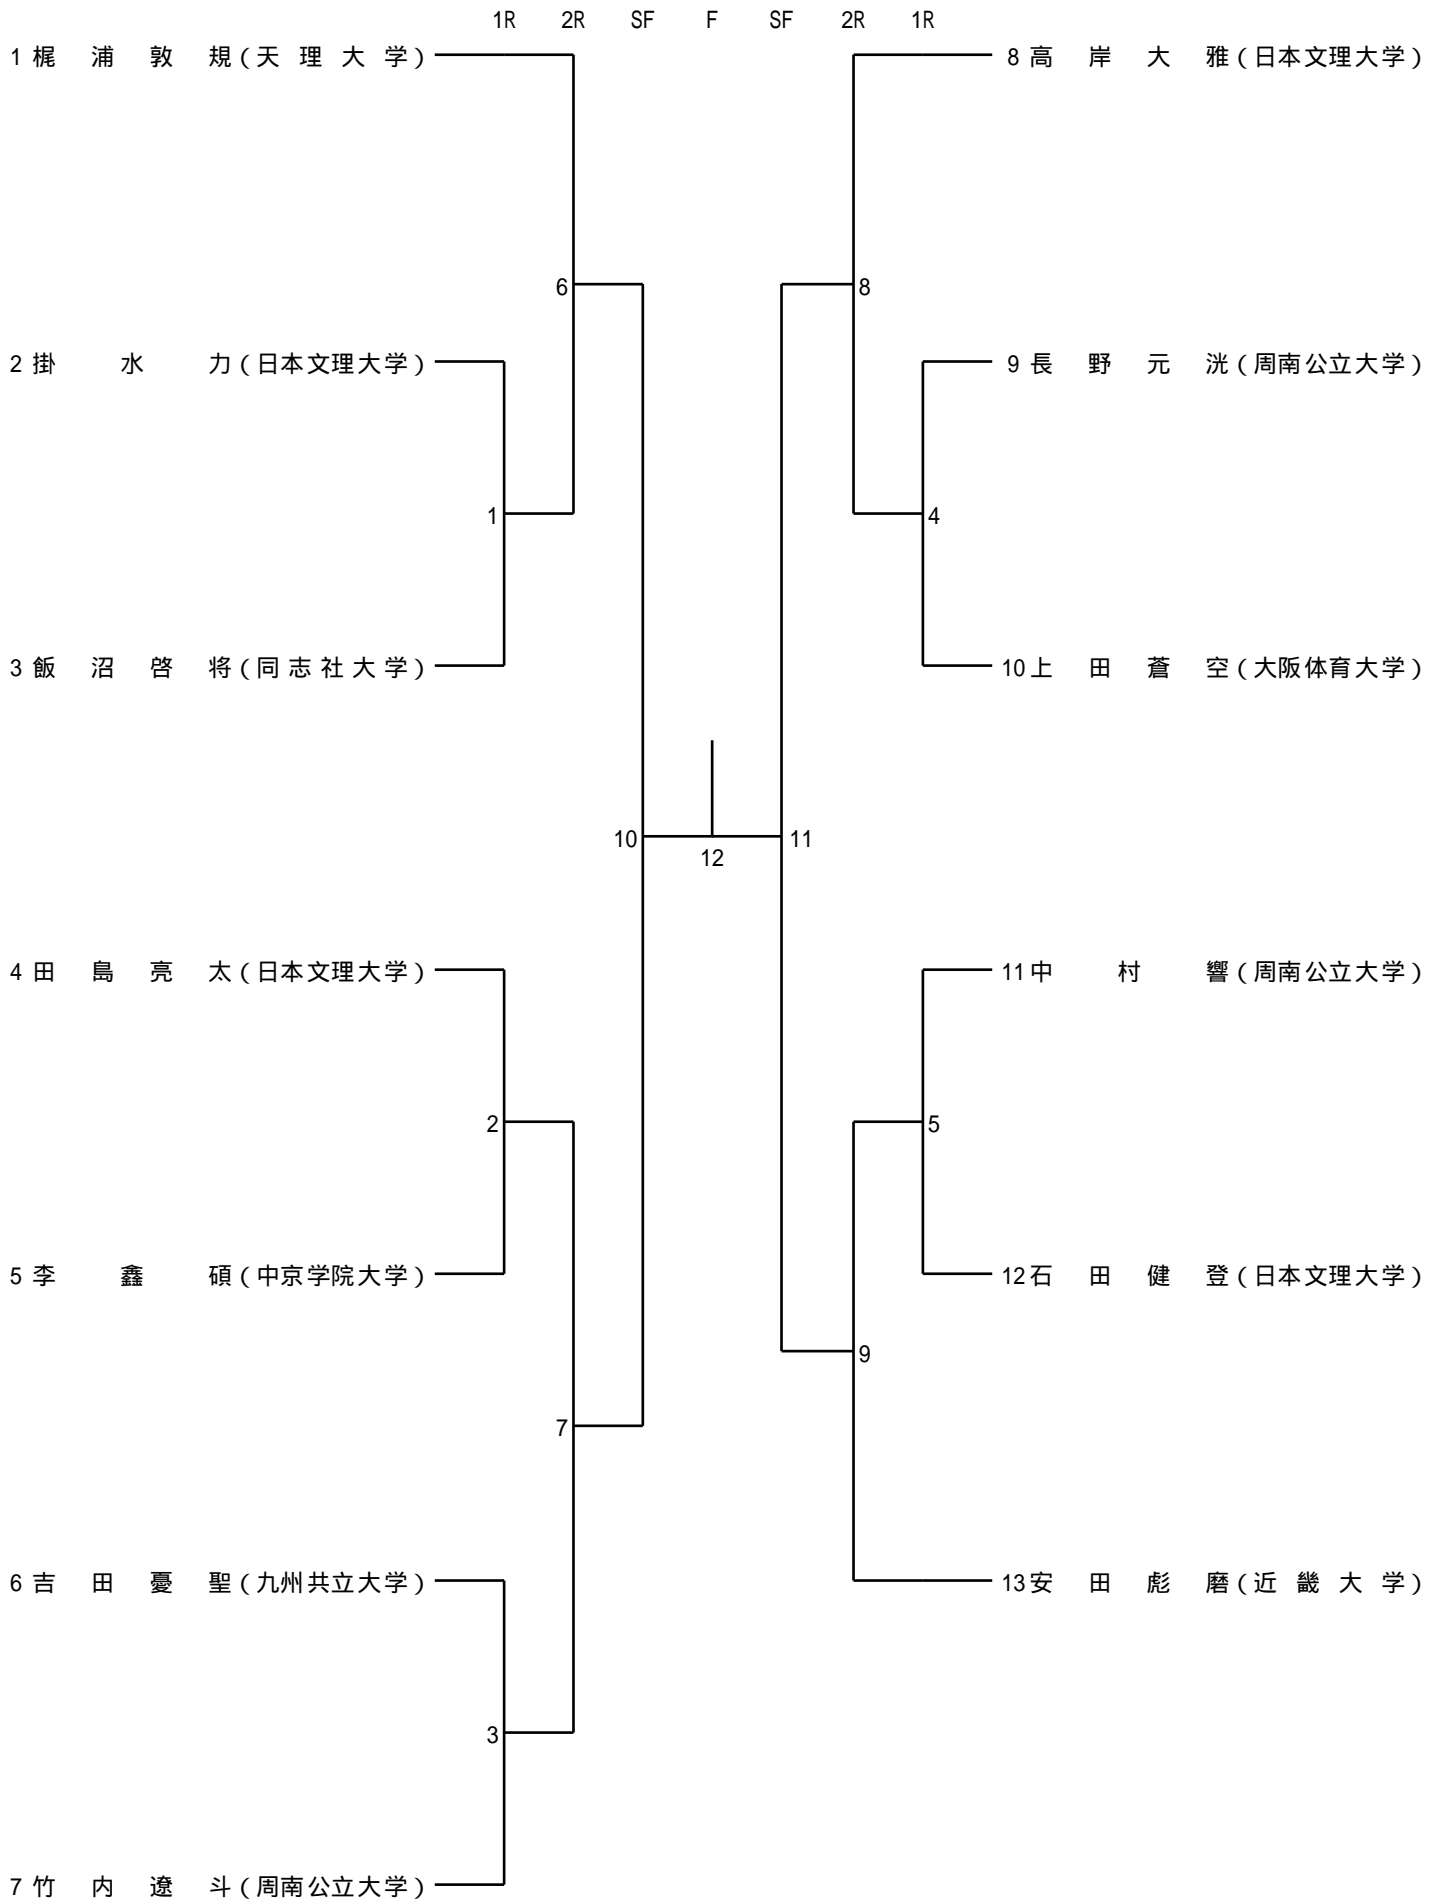 1R 2R SF F SF 2R 1R
1 梶浦敦規(天理大学)
8 高岸大雅(日本文理大学)
6
8
2 掛水力(日本文理大学)
9 長野元洸(周南公立大学)
1
4
3 飯沼啓将(同志社大学)
10 上田蒼空(大阪体育大学)
10
11
12
4 田島亮太(日本文理大学)
11 中村響(周南公立大学)
2
5
5 李鑫碩(中京学院大学)
12 石田健登(日本文理大学)
9
7
6 吉田憂聖(九州共立大学)
13 安田彪磨(近畿大学)
3
7 竹内遼斗(周南公立大学)